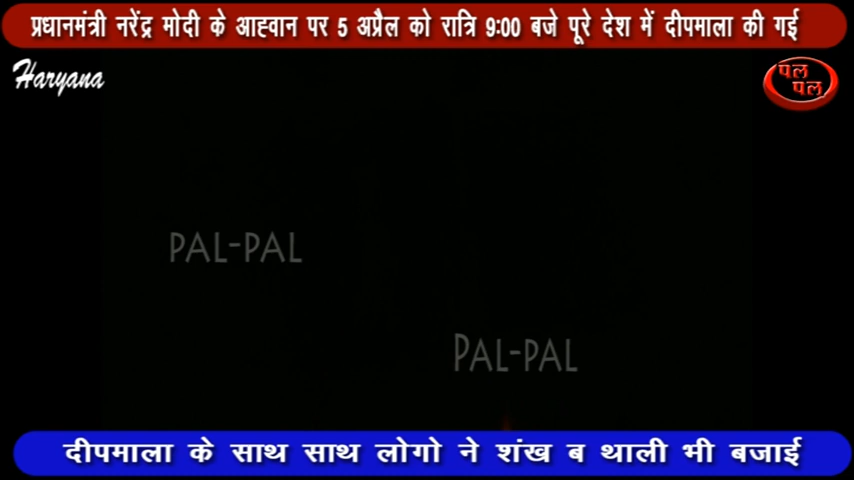 प्रधानमंत्री नरेंद्र मोदी के आह्वान पर 5 अप्रैल को रात्रि 9:00 बजे पूरे देश में दीपमाला की गई
Haryana
पल
पल
PAL-PAL
PAL-PAL
दीपमाला के साथ साथ लोगो ने शंख ब थाली भी बजाई